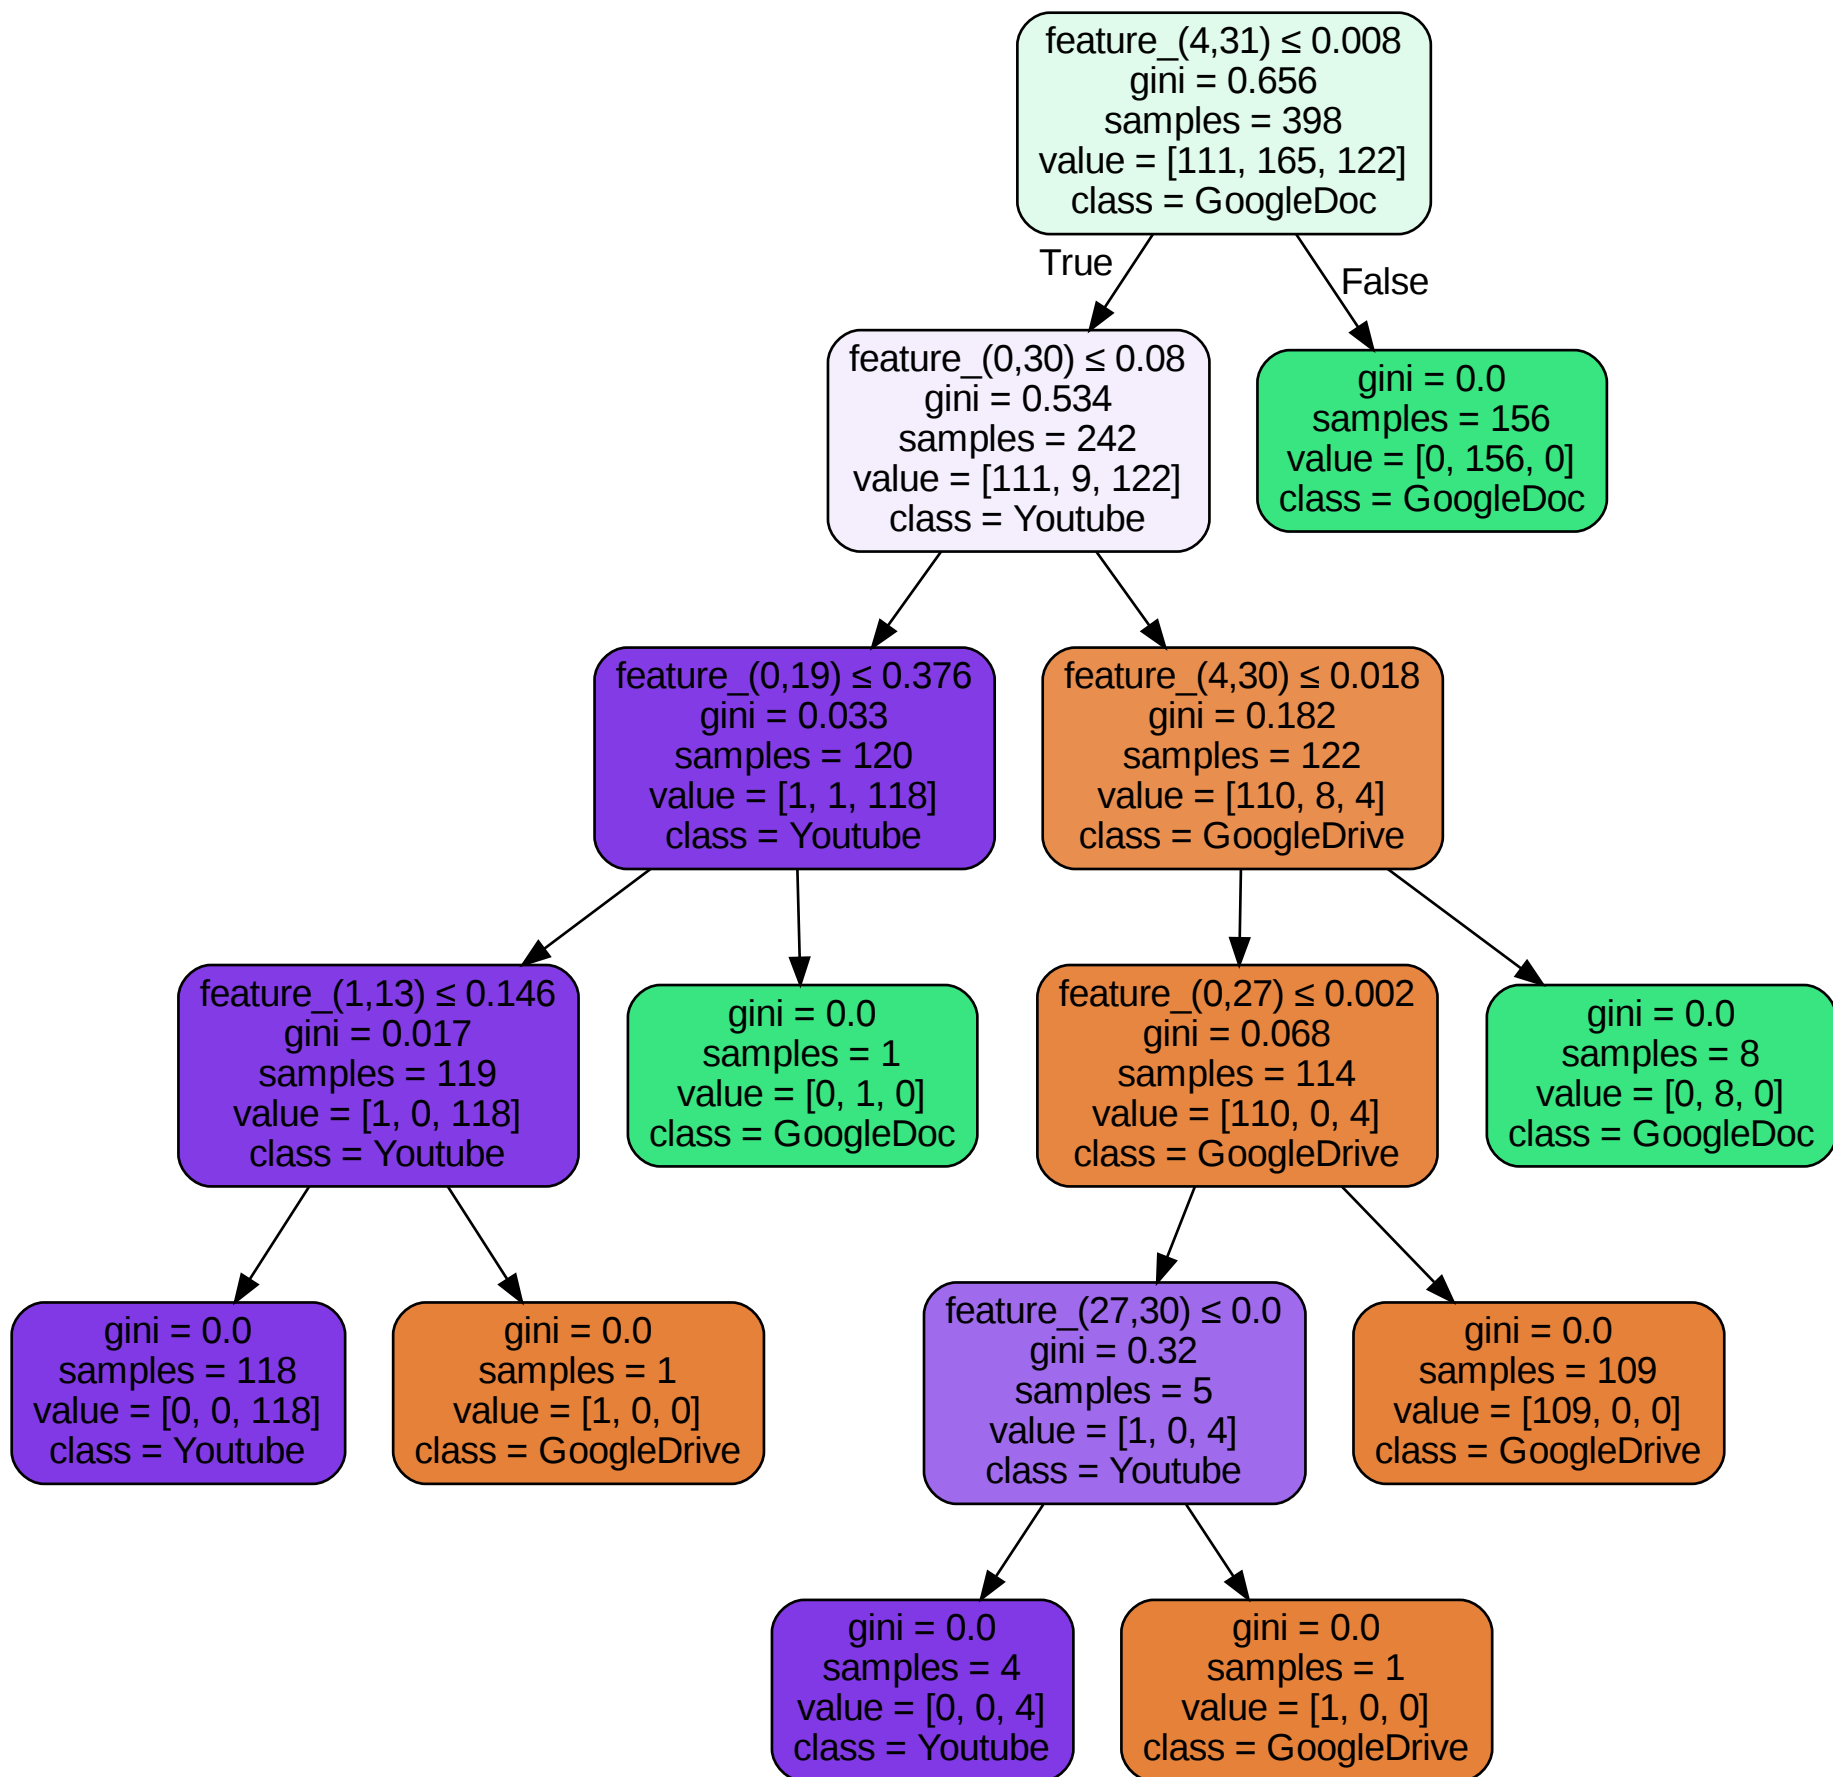 feature_(4,31) ≤ 0.008
gini = 0.656
samples = 398
value = [111, 165, 122]
class = GoogleDoc
True
False
feature_(0,30) ≤ 0.08
gini = 0.534
samples = 242
value = [111, 9, 122]
class = Youtube
gini = 0.0
samples = 156
value = [0, 156, 0]
class = GoogleDoc
feature_(0,19) ≤ 0.376
gini = 0.033
samples = 120
value = [1, 1, 118]
class = Youtube
feature_(4,30) ≤ 0.018
gini = 0.182
samples = 122
value = [110, 8, 4]
class = GoogleDrive
feature_(1,13) ≤ 0.146
gini = 0.017
samples = 119
value = [1, 0, 118]
class = Youtube
gini = 0.0
samples = 1
value = [0, 1, 0]
class = GoogleDoc
feature_(0,27) ≤ 0.002
gini = 0.068
samples = 114
value = [110, 0, 4]
class = GoogleDrive
gini = 0.0
samples = 8
value = [0, 8, 0]
class = GoogleDoc
gini = 0.0
samples = 118
value = [0, 0, 118]
class = Youtube
gini = 0.0
samples = 1
value = [1, 0, 0]
class = GoogleDrive
feature_(27,30) ≤ 0.0
gini = 0.32
samples = 5
value = [1, 0, 4]
class = Youtube
gini = 0.0
samples = 109
value = [109, 0, 0]
class = GoogleDrive
gini = 0.0
samples = 4
value = [0, 0, 4]
class = Youtube
gini = 0.0
samples = 1
value = [1, 0, 0]
class = GoogleDrive